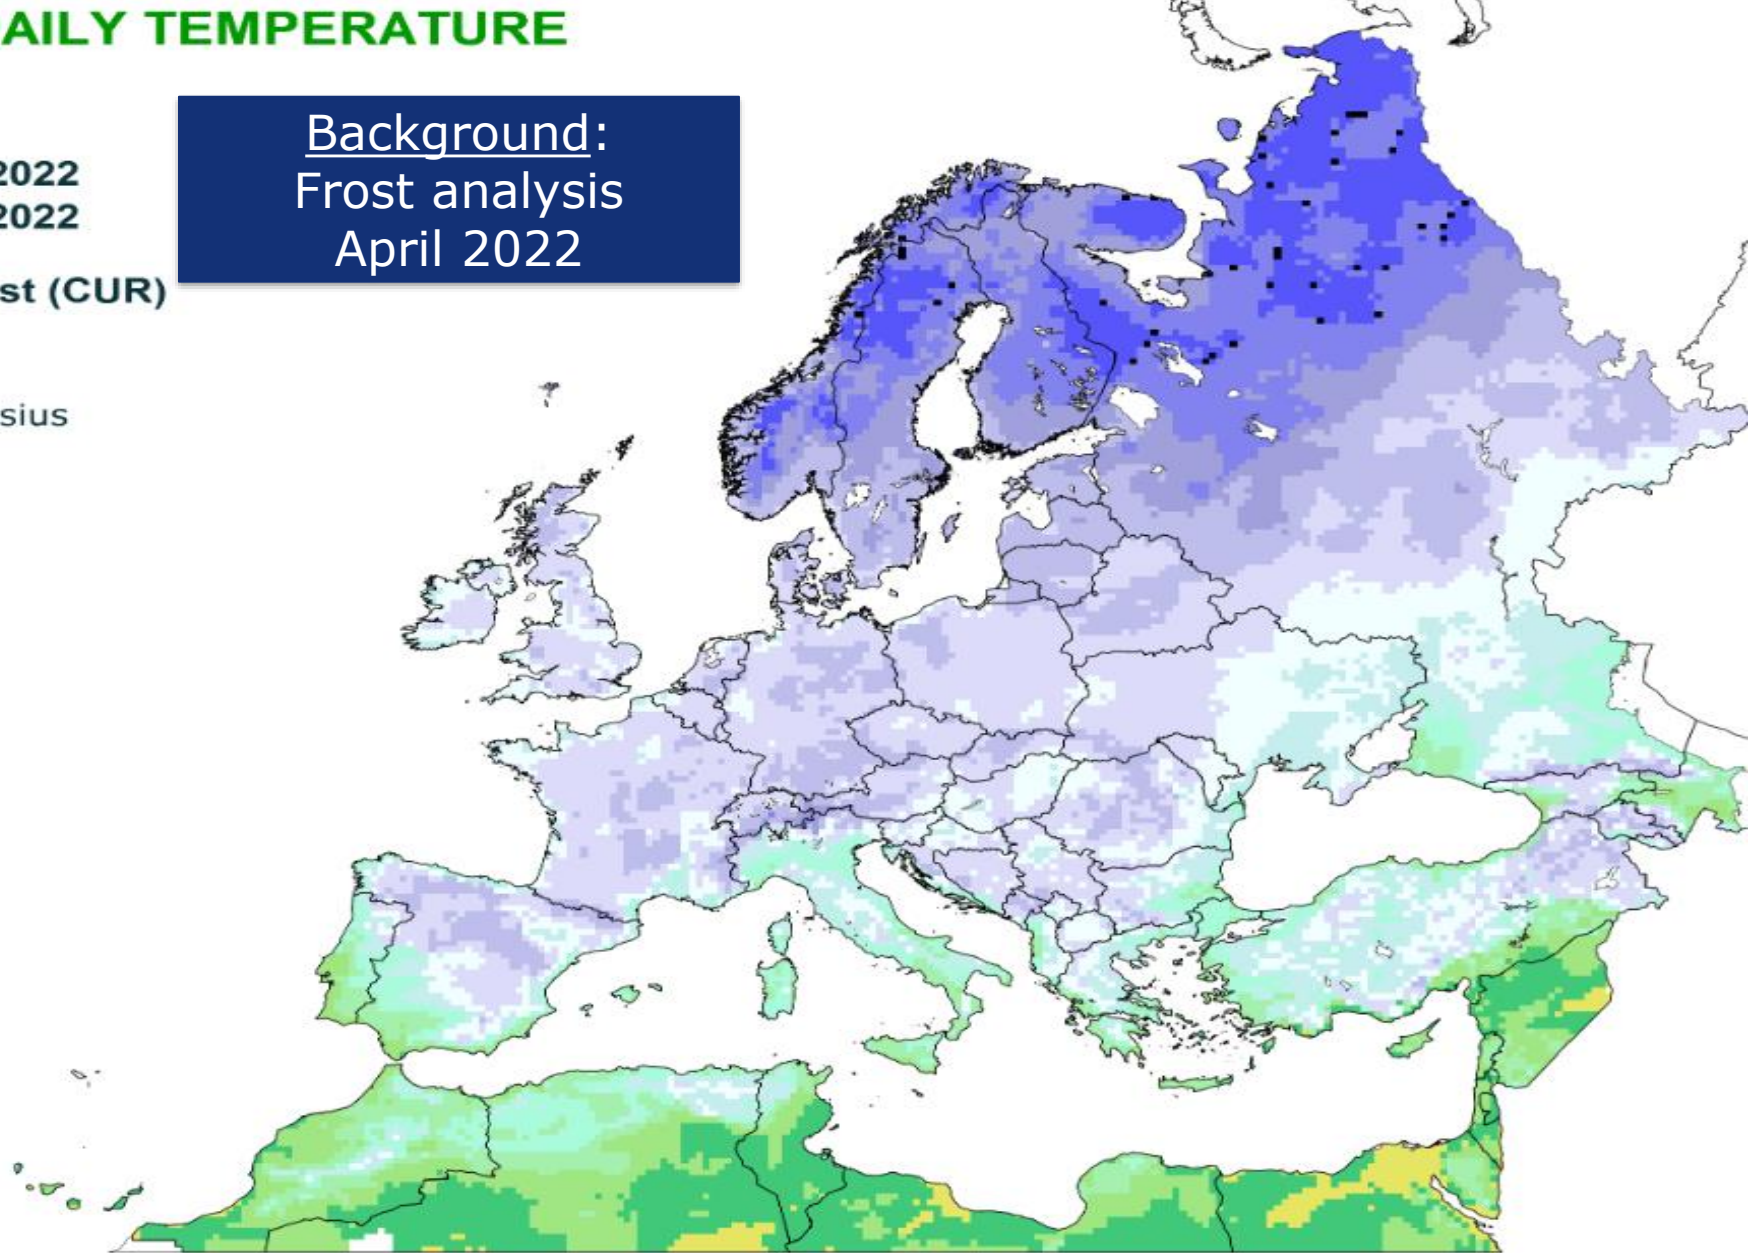 AILY TEMPERATURE
Background:
Frost analysis
April 2022
2022
2022
st (CUR)
sius